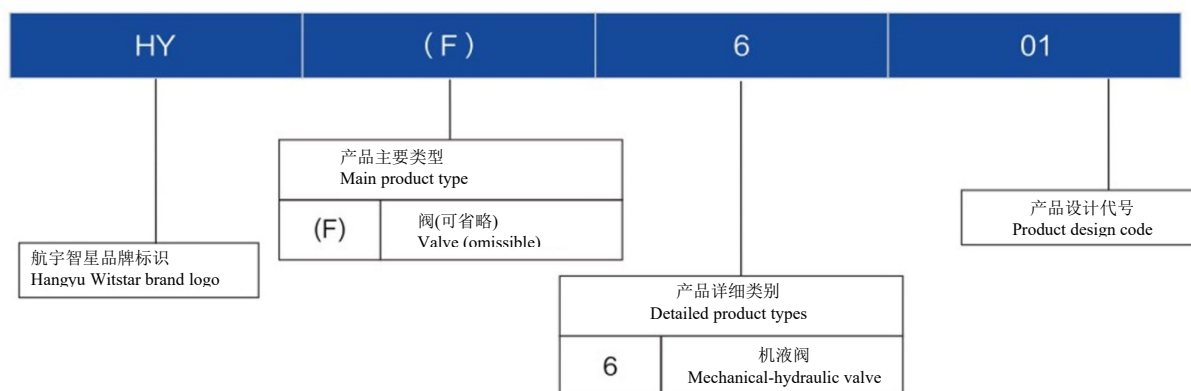 HY (F) 6 01
产品主要类型
Main product type
(F)
阀(可省略)
Valve (omissible)
产品设计代号
Product design code
航宇智星品牌标识
Hangyu Witstar brand logo
产品详细类别
Detailed product types
6
机液阀
Mechanical-hydraulic valve